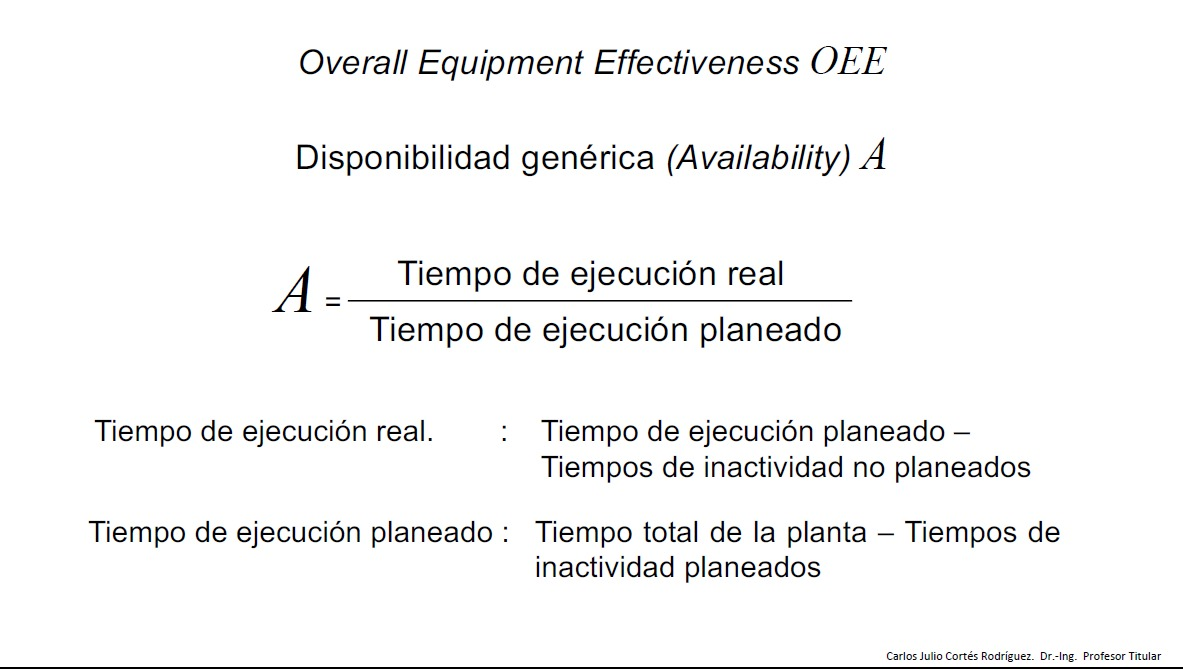 Overall Equipment Effectiveness OEE
Disponibilidad genérica (Availability) A
A = Tiempo de ejecución real
Tiempo de ejecución planeado
Tiempo de ejecución real. : Tiempo de ejecución planeado –
Tiempos de inactividad no planeados
Tiempo de ejecución planeado : Tiempo total de la planta – Tiempos de
inactividad planeados
Carlos Julio Cortés Rodríguez. Dr.-Ing. Profesor Titular